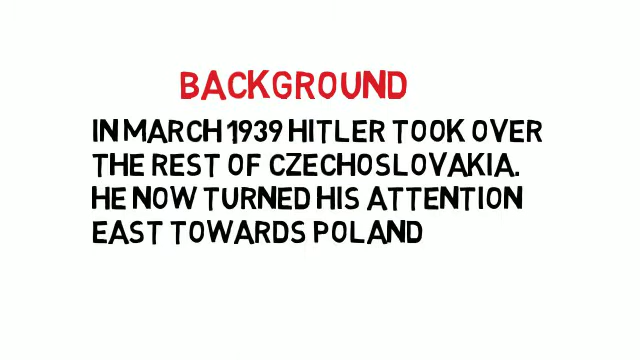 BACKGROUND
IN MARCH 1939 HITLER TOOK OVER
THE REST OF CZECHOSLOVAKIA.
HE NOW TURNED HIS ATTENTION
EAST TOWARDS POLAND